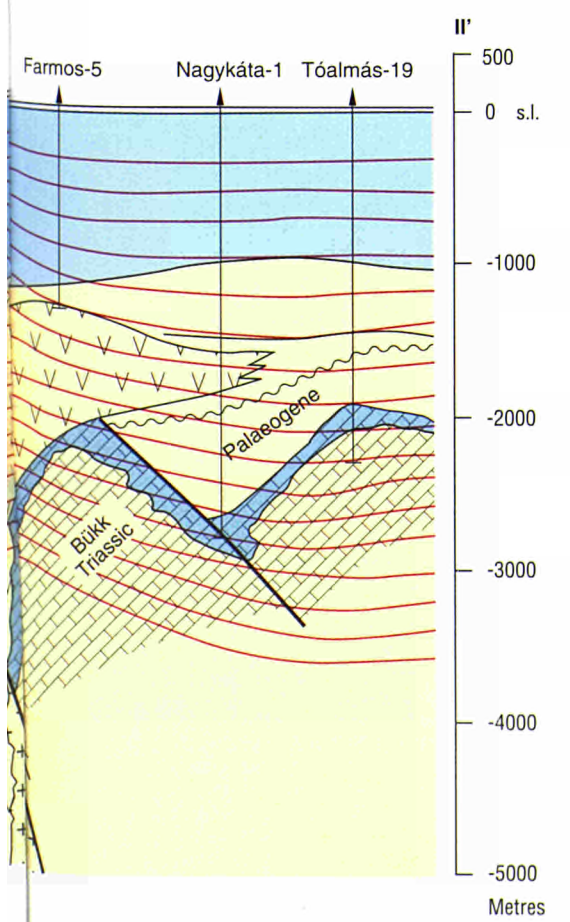 II'
Farmos-5 Nagykáta-1 Tóalmás-19
500
0 s.l.
-1000
-2000
Palaeogene
Bükk
Triassic
-3000
-4000
-5000
Metres